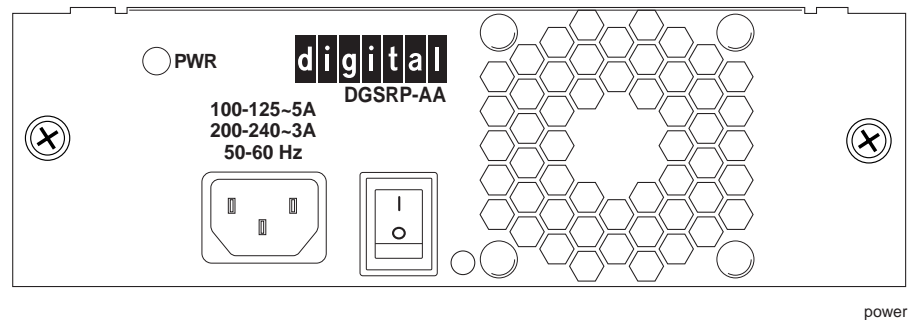 PWR
digital
DGSRP-AA
100-125~5A
200-240~3A
50-60 Hz
power